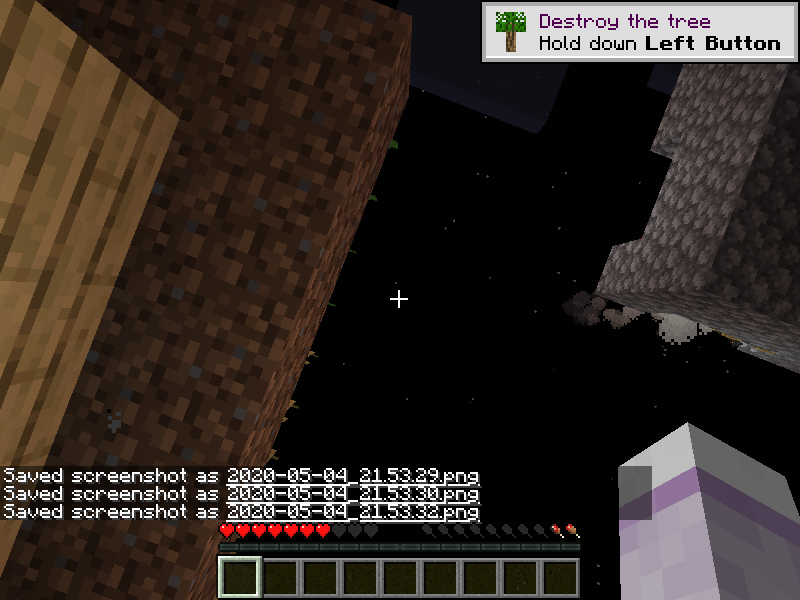 Destroy the tree
Hold down Left Button
Saved screenshot as 2020-05-04_21.53.29.png
Saved screenshot as 2020-05-04_21.53.30.png
Saved screenshot as 2020-05-04_21.53.32.png